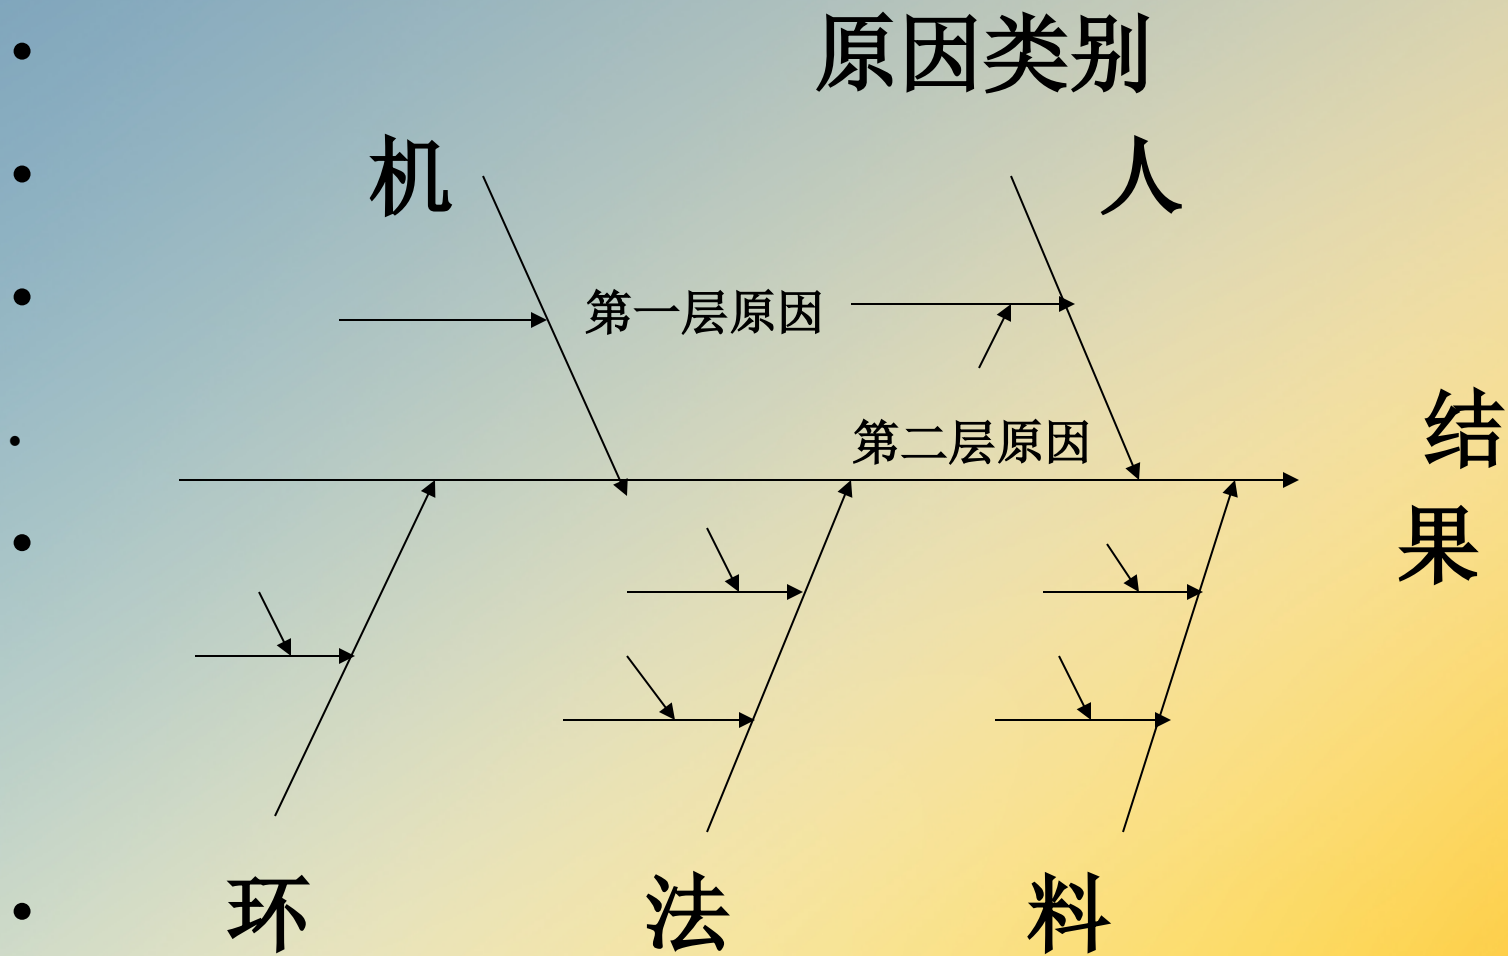 原因类别
机 人
第一层原因
第二层原因
结
果
环 法 料